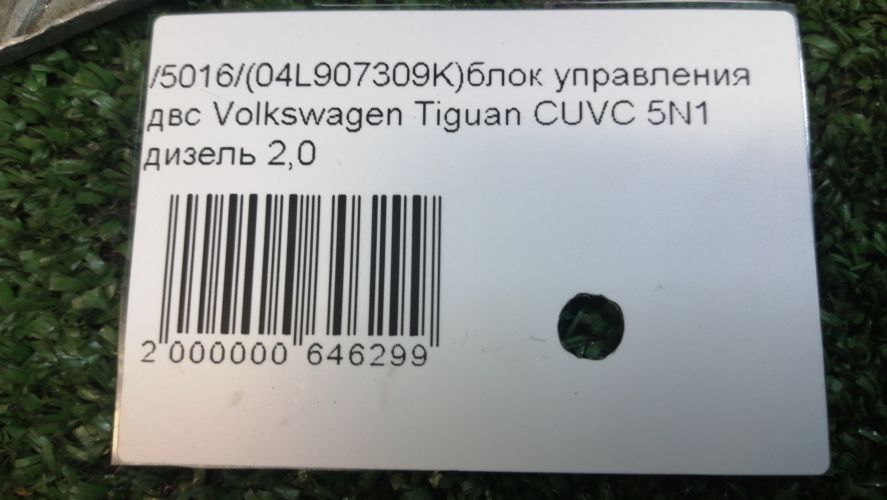 /5016/(04L907309K)блок управления
двс Volkswagen Tiguan CUVC 5N1
дизель 2,0
2 000000 646299